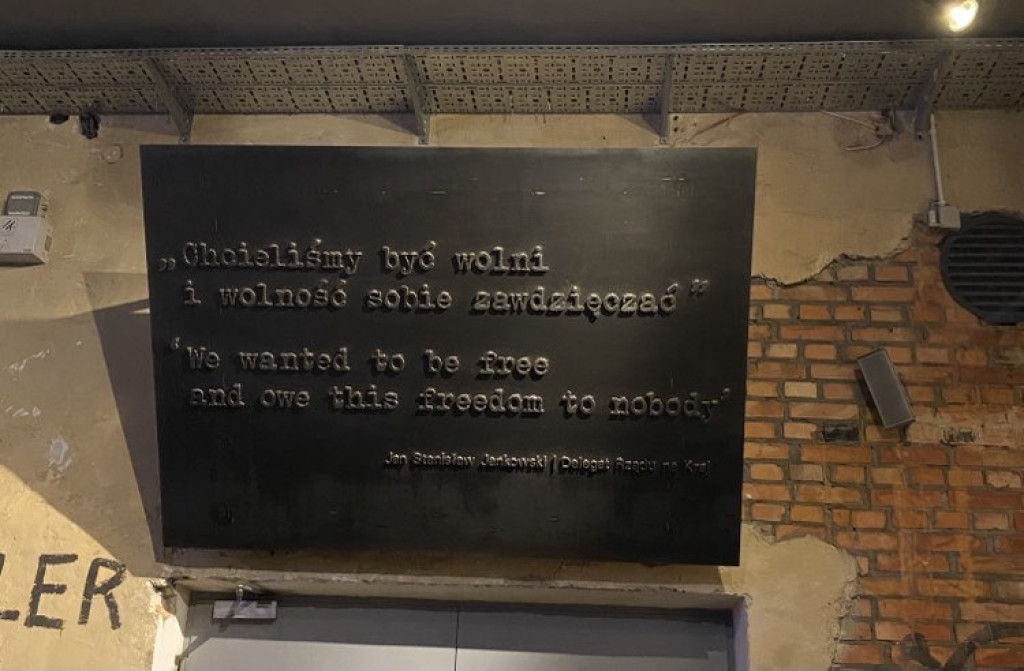 „Chcieliśmy być wolni
i wolność sobie zawdzięczać”
‘We wanted to be free
and owe this freedom to nobody’
Jan Stanisław Jankowski / Delegat Rządu na Kraj
LER